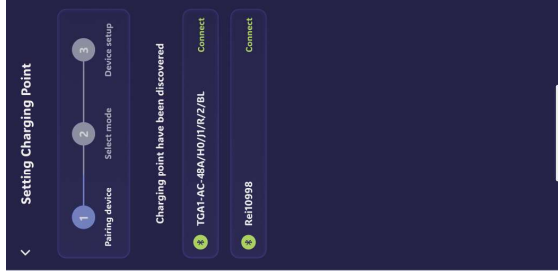 Setting Charging Point
1 2 3
Pairing device Select mode Device setup
Charging point have been discovered
TGA1-AC-48A/H0/J1/R/2/BL Connect
Rei10998 Connect